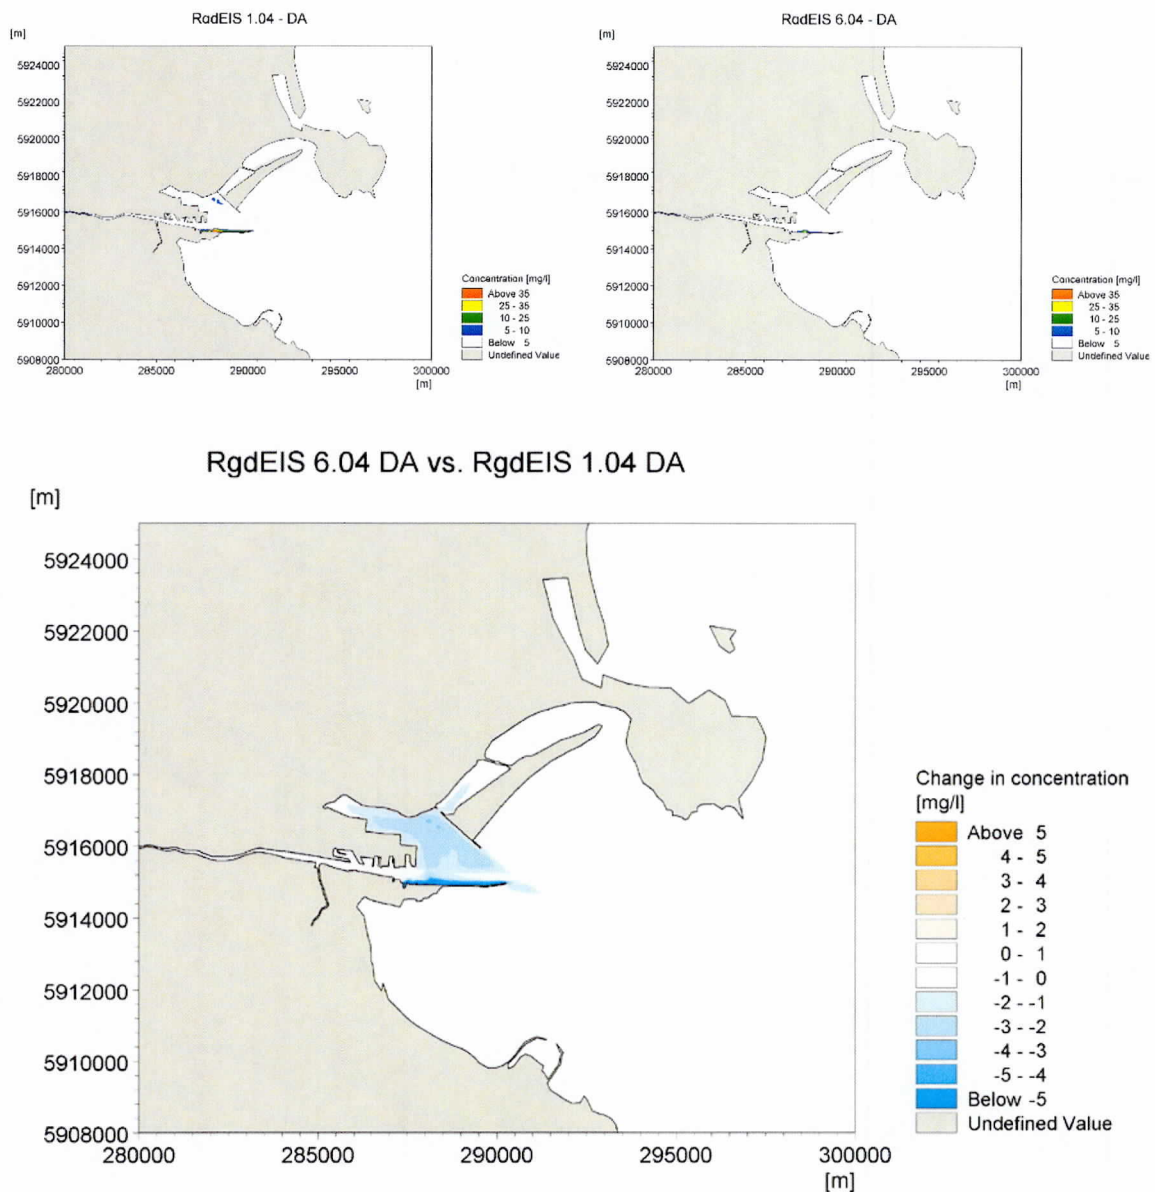 RgdEIS 1.04 - DA
[m]
5924000
5922000
5920000
5918000
5916000
5914000
5912000
5910000
5908000
280000 285000 290000 295000 300000
[m]
Concentration [mg/l]
Above 35
25 - 35
10 - 25
5 - 10
Below 5
Undefined Value
RgdEIS 6.04 - DA
[m]
5924000
5922000
5920000
5918000
5916000
5914000
5912000
5910000
5908000
280000 285000 290000 295000 300000
[m]
Concentration [mg/l]
Above 35
25 - 35
10 - 25
5 - 10
Below 5
Undefined Value
RgdEIS 6.04 DA vs. RgdEIS 1.04 DA
[m]
5924000
5922000
5920000
5918000
5916000
5914000
5912000
5910000
5908000
280000 285000 290000 295000 300000
[m]
Change in concentration
[mg/l]
Above 5
4 - 5
3 - 4
2 - 3
1 - 2
0 - 1
-1 - 0
-2 - -1
-3 - -2
-4 - -3
-5 - -4
Below -5
Undefined Value